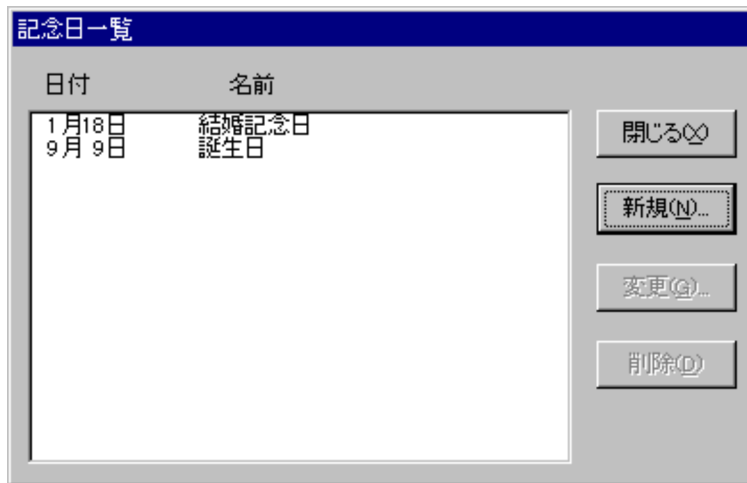 記念日一覧
日付 名前
1月18日 結婚記念日
9月 9日 誕生日
閉じる(X)
新規(N)...
変更(G)...
削除(D)